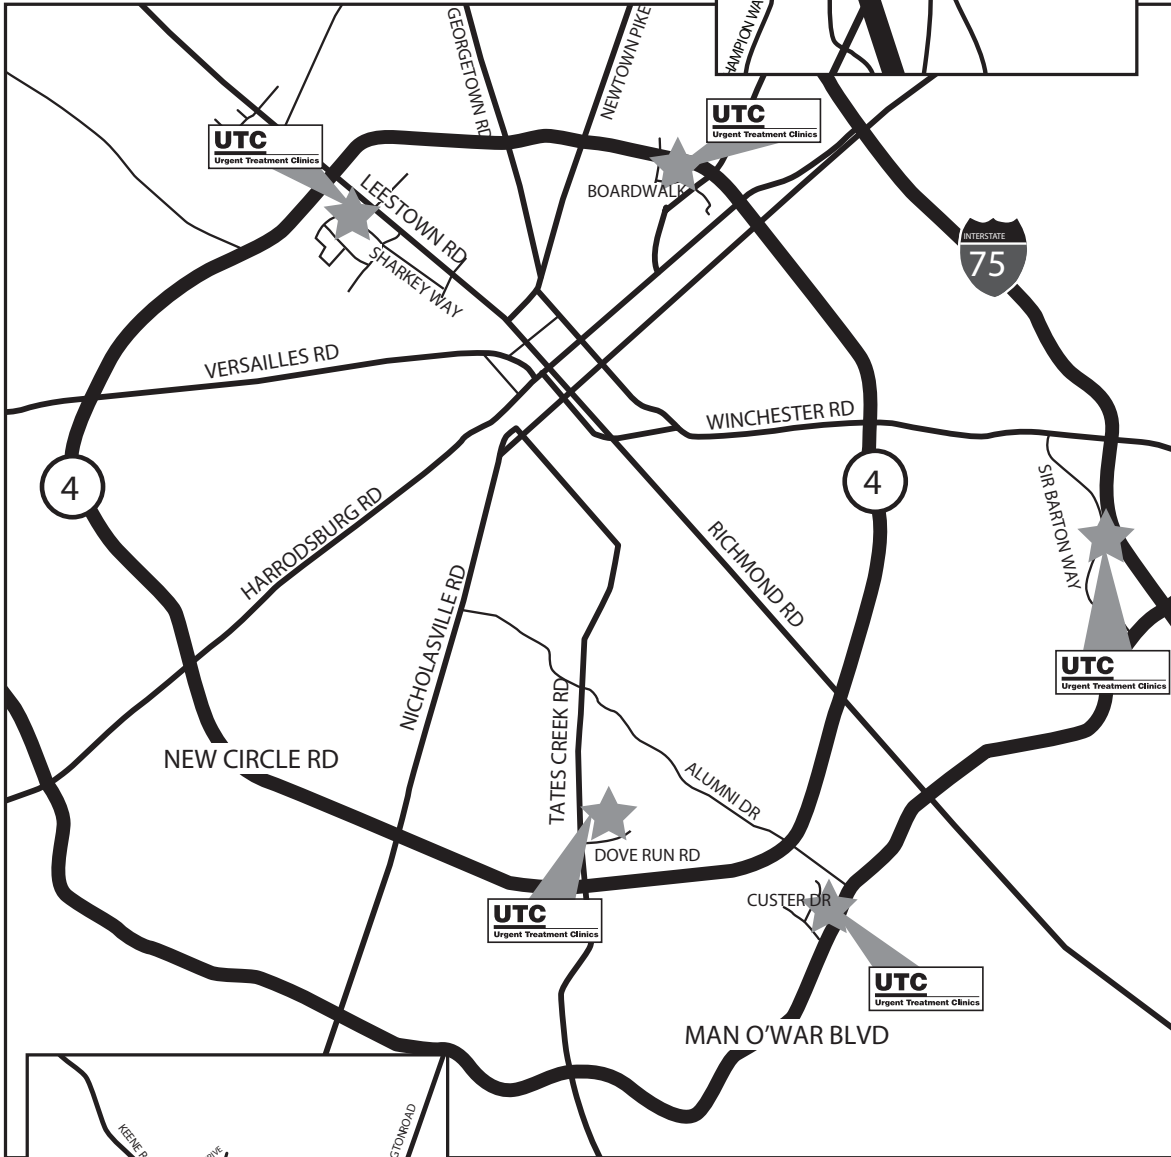 GEORGETOWN RD
NEWTOWN PIKE
UTC
Urgent Treatment Clinics
UTC
Urgent Treatment Clinics
BOARDWALK
LEESTOWN RD
SHARKEY WAY
INTERSTATE
75
VERSAILLES RD
WINCHESTER RD
4
4
SIR BARTON WAY
HARRODSBURG RD
RICHMOND RD
NICHOLASVILLE RD
UTC
Urgent Treatment Clinics
TATES CREEK RD
NEW CIRCLE RD
ALUMNI DR
DOVE RUN RD
CUSTER DR
UTC
Urgent Treatment Clinics
UTC
Urgent Treatment Clinics
MAN O'WAR BLVD
KEENE